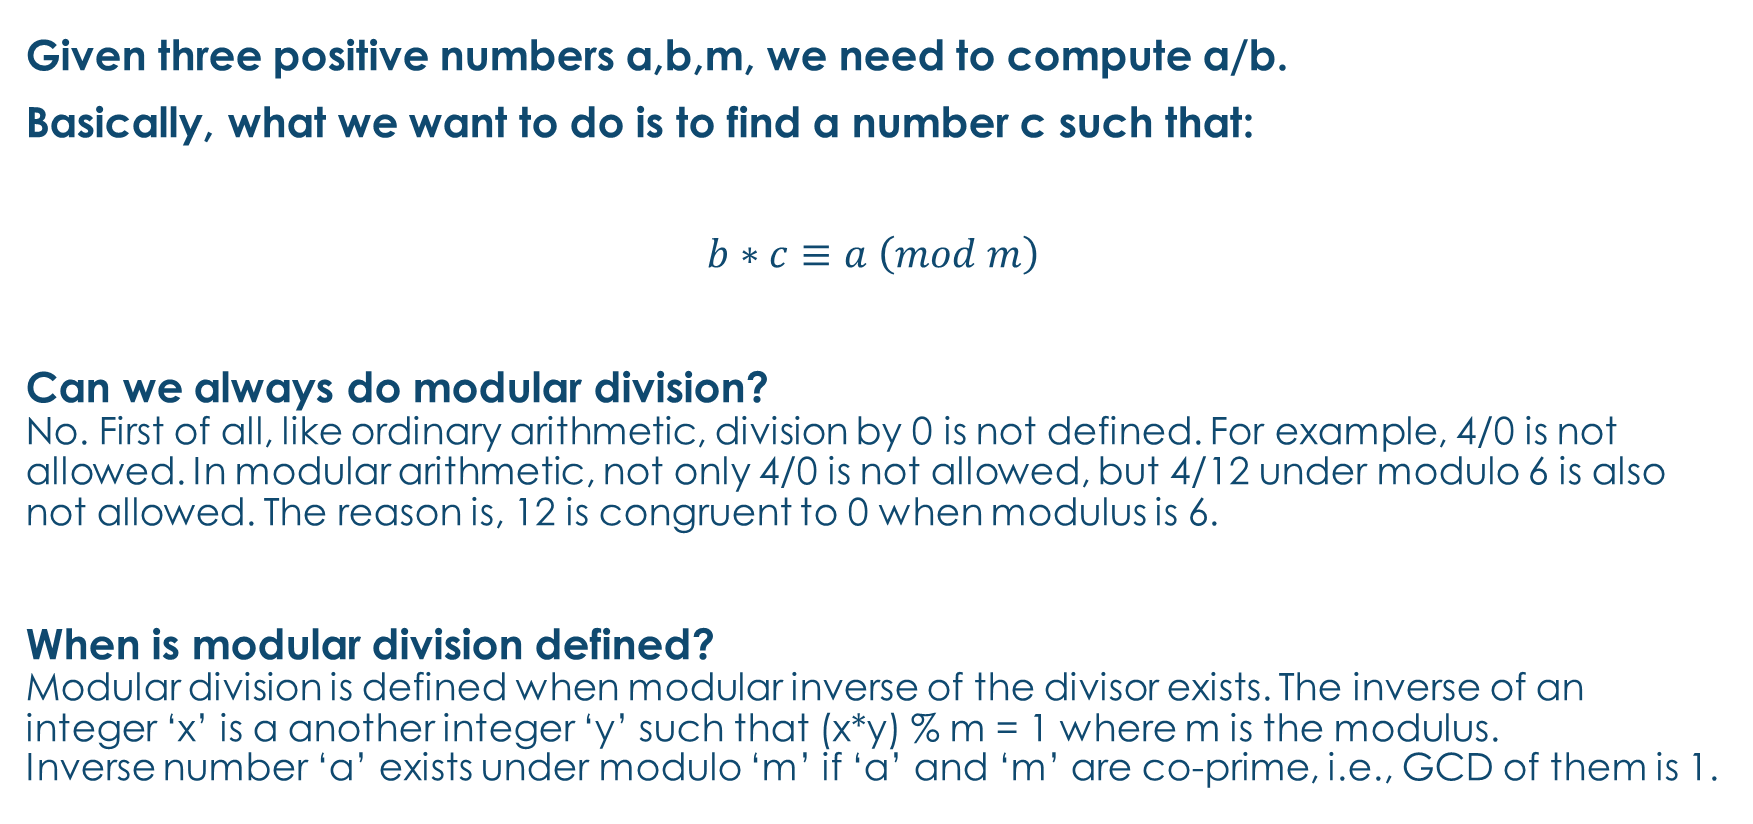 Given three positive numbers a,b,m, we need to compute a/b.
Basically, what we want to do is to find a number c such that:
b * c ≡ a (mod m)
Can we always do modular division?
No. First of all, like ordinary arithmetic, division by 0 is not defined. For example, 4/0 is not
allowed. In modular arithmetic, not only 4/0 is not allowed, but 4/12 under modulo 6 is also
not allowed. The reason is, 12 is congruent to 0 when modulus is 6.
When is modular division defined?
Modular division is defined when modular inverse of the divisor exists. The inverse of an
integer ‘x’ is a another integer ‘y’ such that (x*y) % m = 1 where m is the modulus.
Inverse number ‘a’ exists under modulo ‘m’ if ‘a’ and ‘m’ are co-prime, i.e., GCD of them is 1.